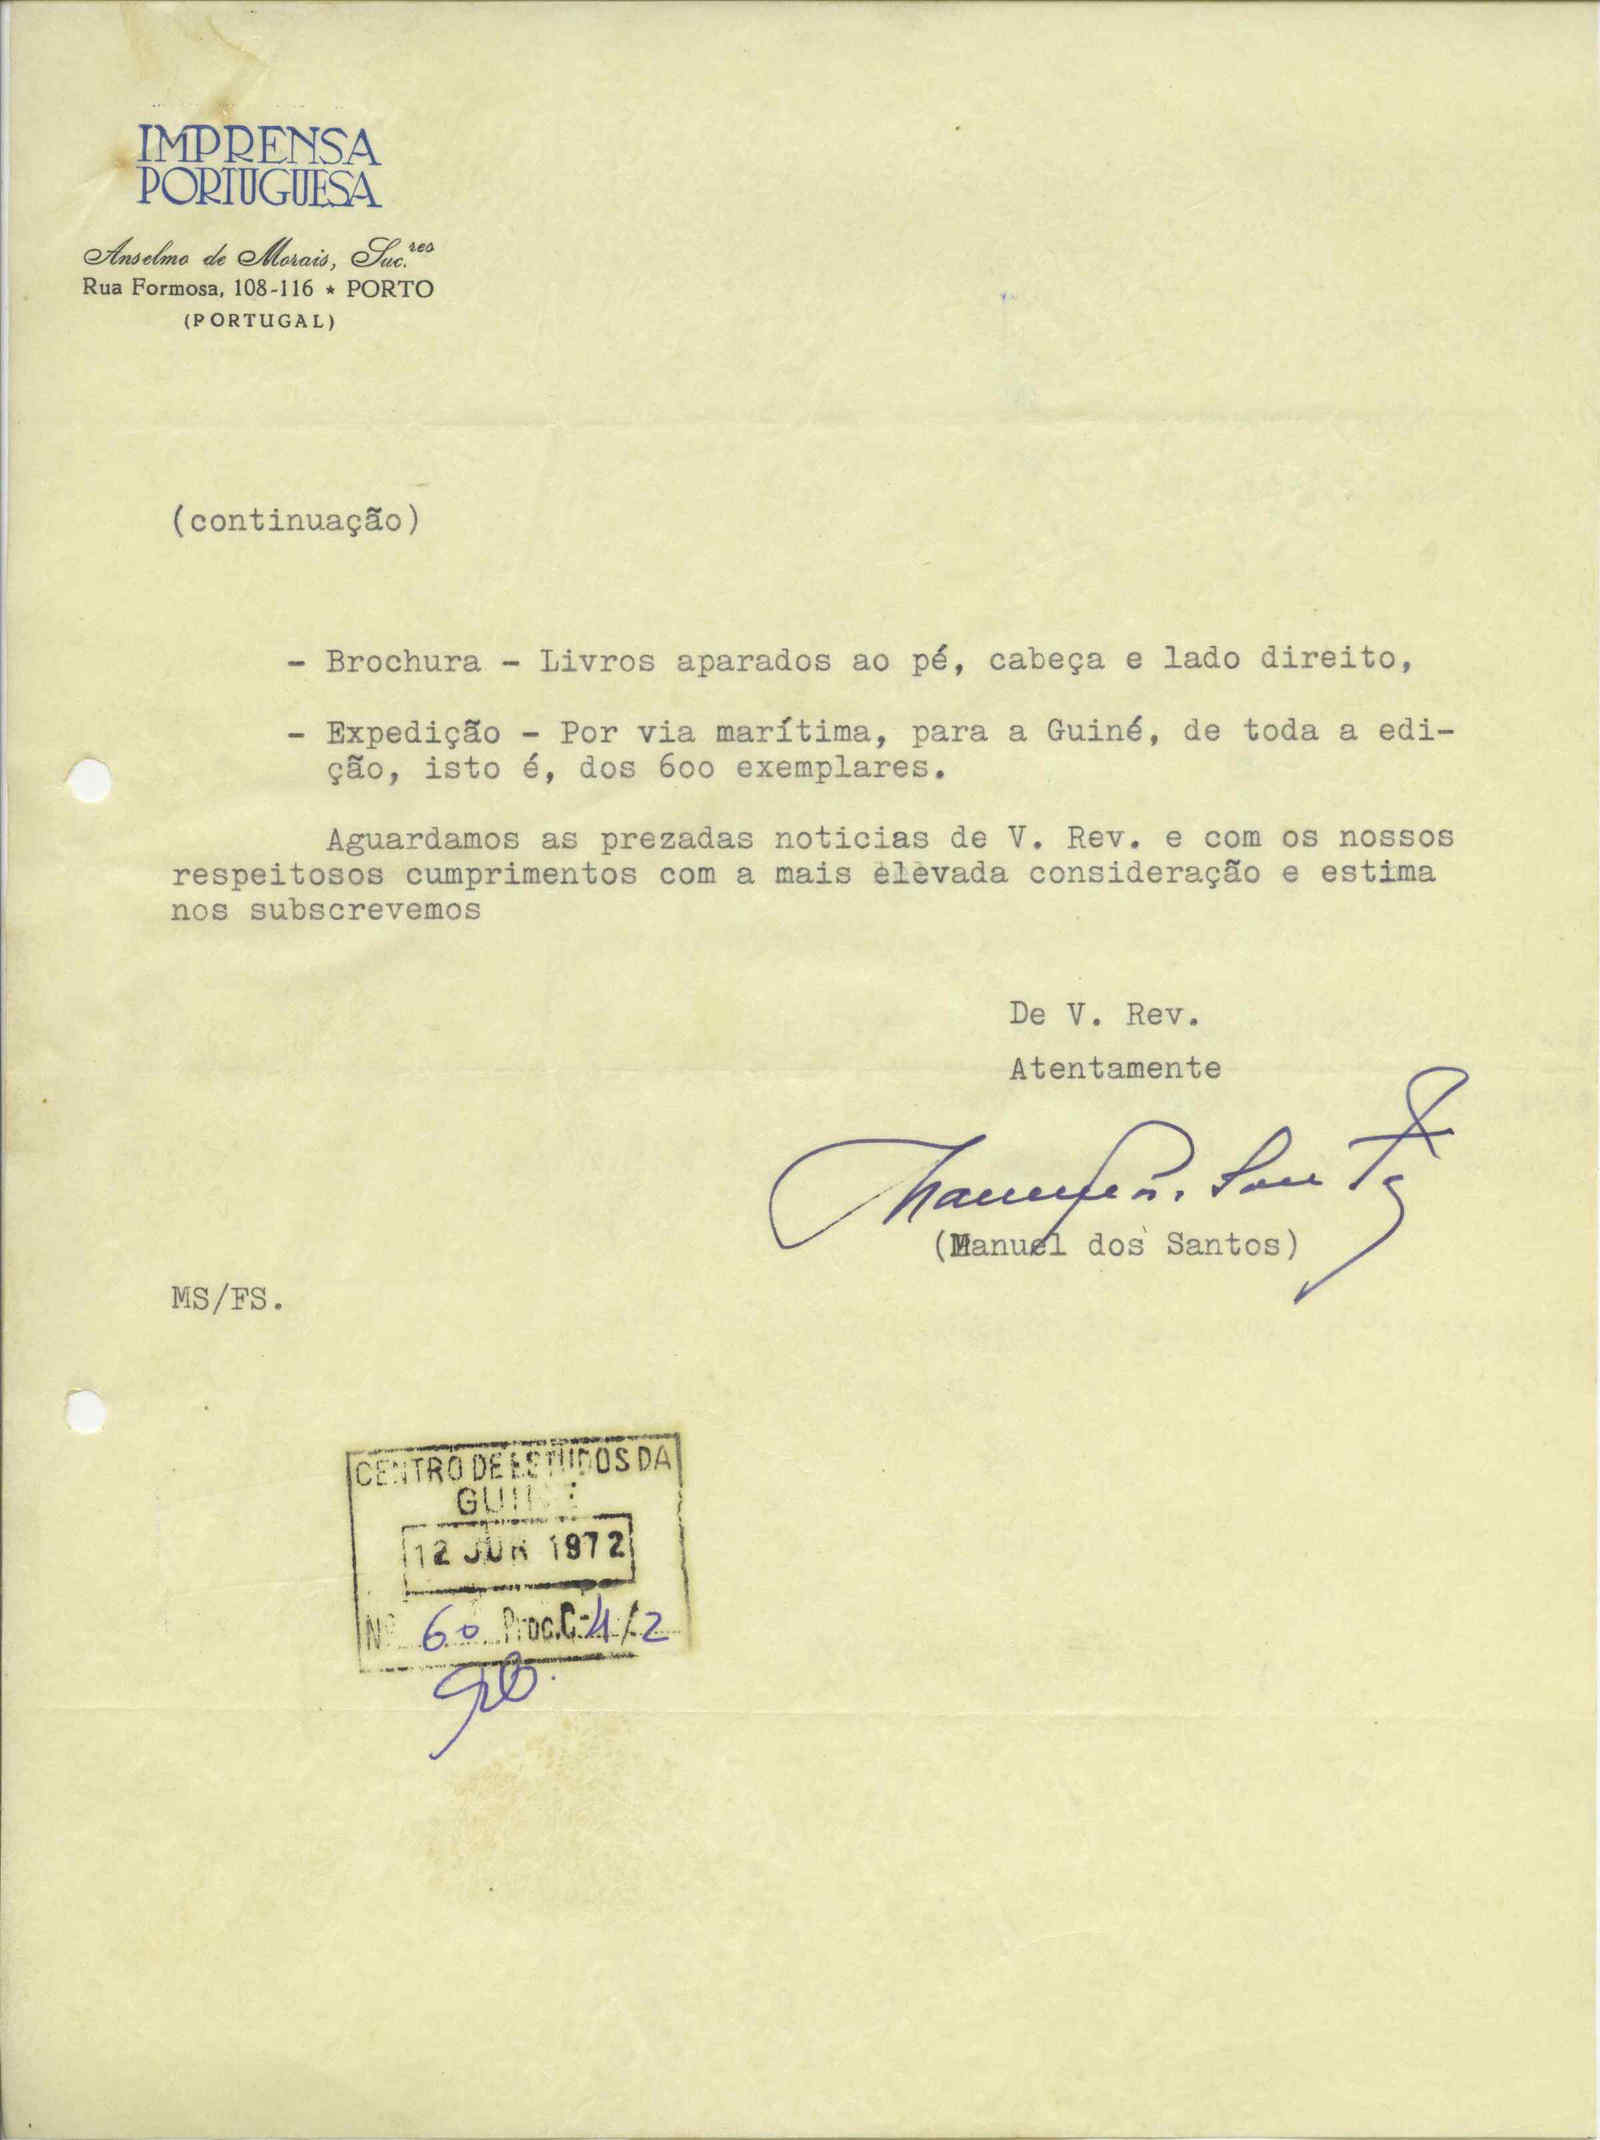 IMPRENSA
PORTUGUESA
Anselmo de Morais, Suc.res
Rua Formosa, 108-116 * PORTO
(PORTUGAL)
(continuação)
- Brochura - Livros aparados ao pé, cabeça e lado direito,
- Expedição - Por via marítima, para a Guiné, de toda a edi-
ção, isto é, dos 600 exemplares.
Aguardamos as prezadas noticias de V. Rev. e com os nossos
respeitosos cumprimentos com a mais elevada consideração e estima
nos subscrevemos
De V. Rev.
Atentamente
(Manuel dos Santos)
MS/FS.
CENTRO DE ESTUDOS DA
GUINÉ
12 JUN 1972
Nº 60 Proc. C-4/2